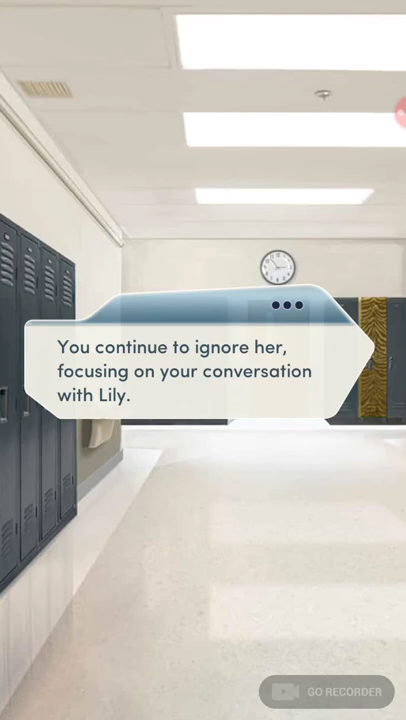 You continue to ignore her,
focusing on your conversation
with Lily.
GO RECORDER